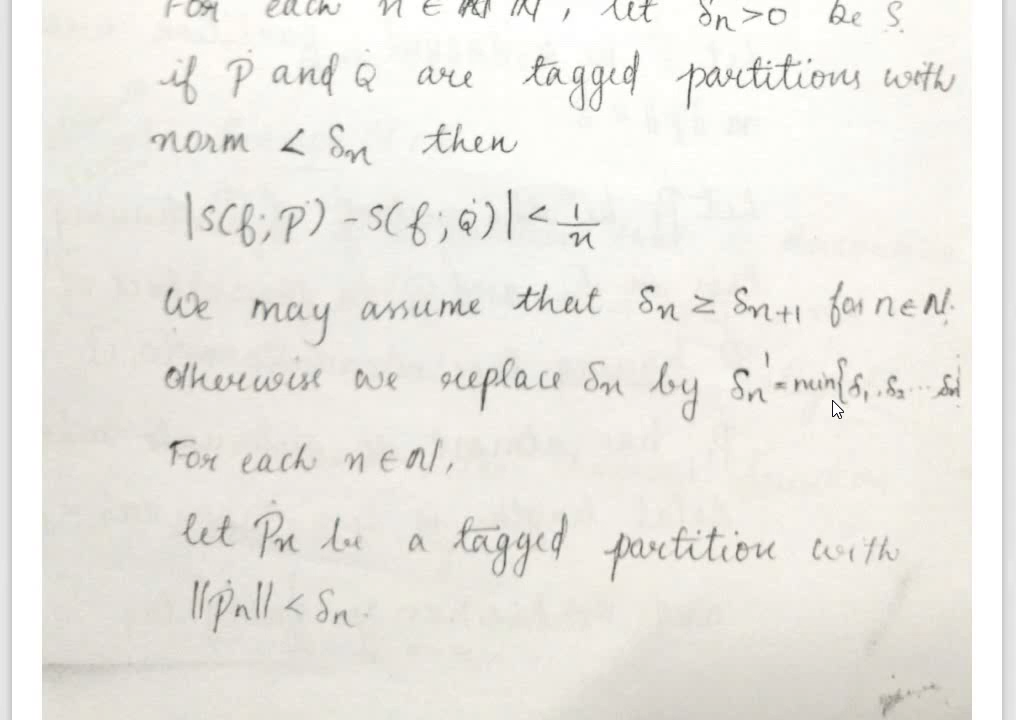 For each n ∈ ℕ, let δn > 0 be s.
if Ṗ and Q̇ are tagged partitions with
norm < δn then
|S(f; Ṗ) - S(f; Q̇)| < 1/n
We may assume that δn ≥ δn+1 for n ∈ ℕ.
otherwise we replace δn by δn' = min{δ1, δ2 ... δn}
For each n ∈ ℕ,
let Ṗn be a tagged partition with
||Ṗn|| < δn.